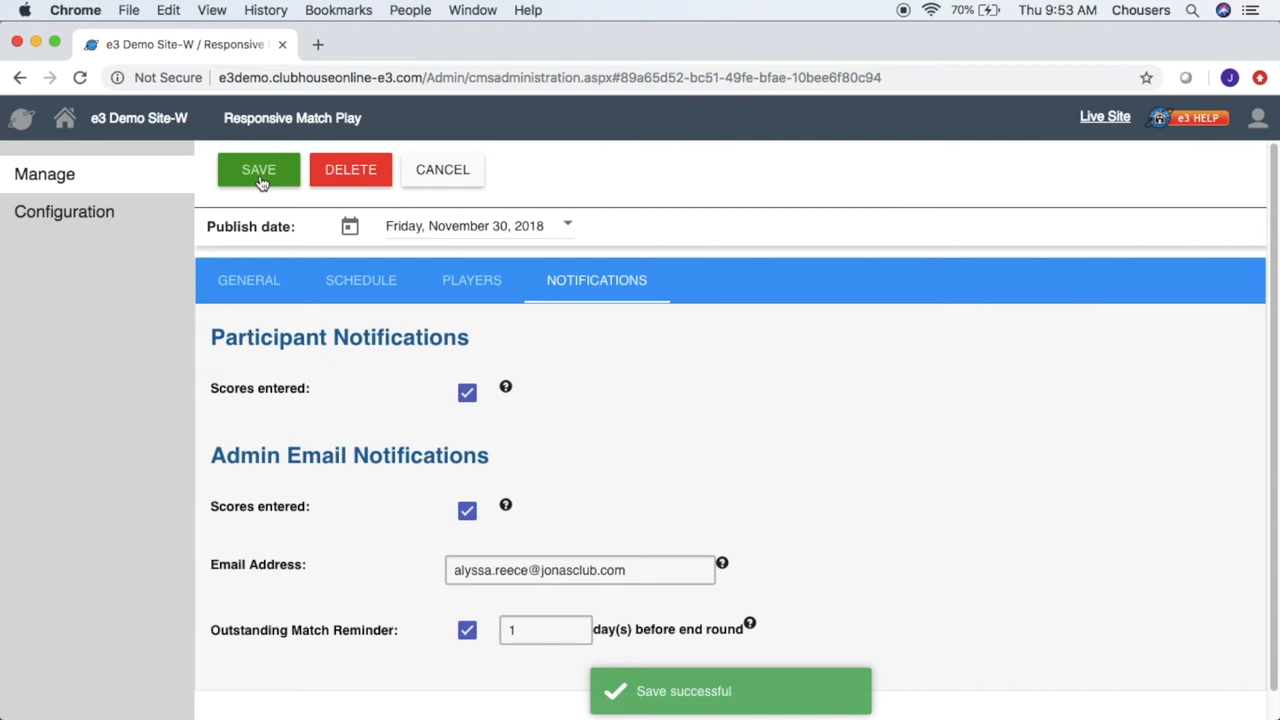 Chrome File Edit View History Bookmarks People Window Help 70% Thu 9:53 AM Chousers
e3 Demo Site-W / Responsive
Not Secure e3demo.clubhouseonline-e3.com/Admin/cmsadministration.aspx#89a65d52-bc51-49fe-bfae-10bee6f80c94 J
e3 Demo Site-W Responsive Match Play Live Site e3 HELP
Manage
Configuration
SAVE DELETE CANCEL
Publish date: Friday, November 30, 2018
GENERAL SCHEDULE PLAYERS NOTIFICATIONS
Participant Notifications
Scores entered:
Admin Email Notifications
Scores entered:
Email Address: alyssa.reece@jonasclub.com
Outstanding Match Reminder: 1 day(s) before end round
Save successful